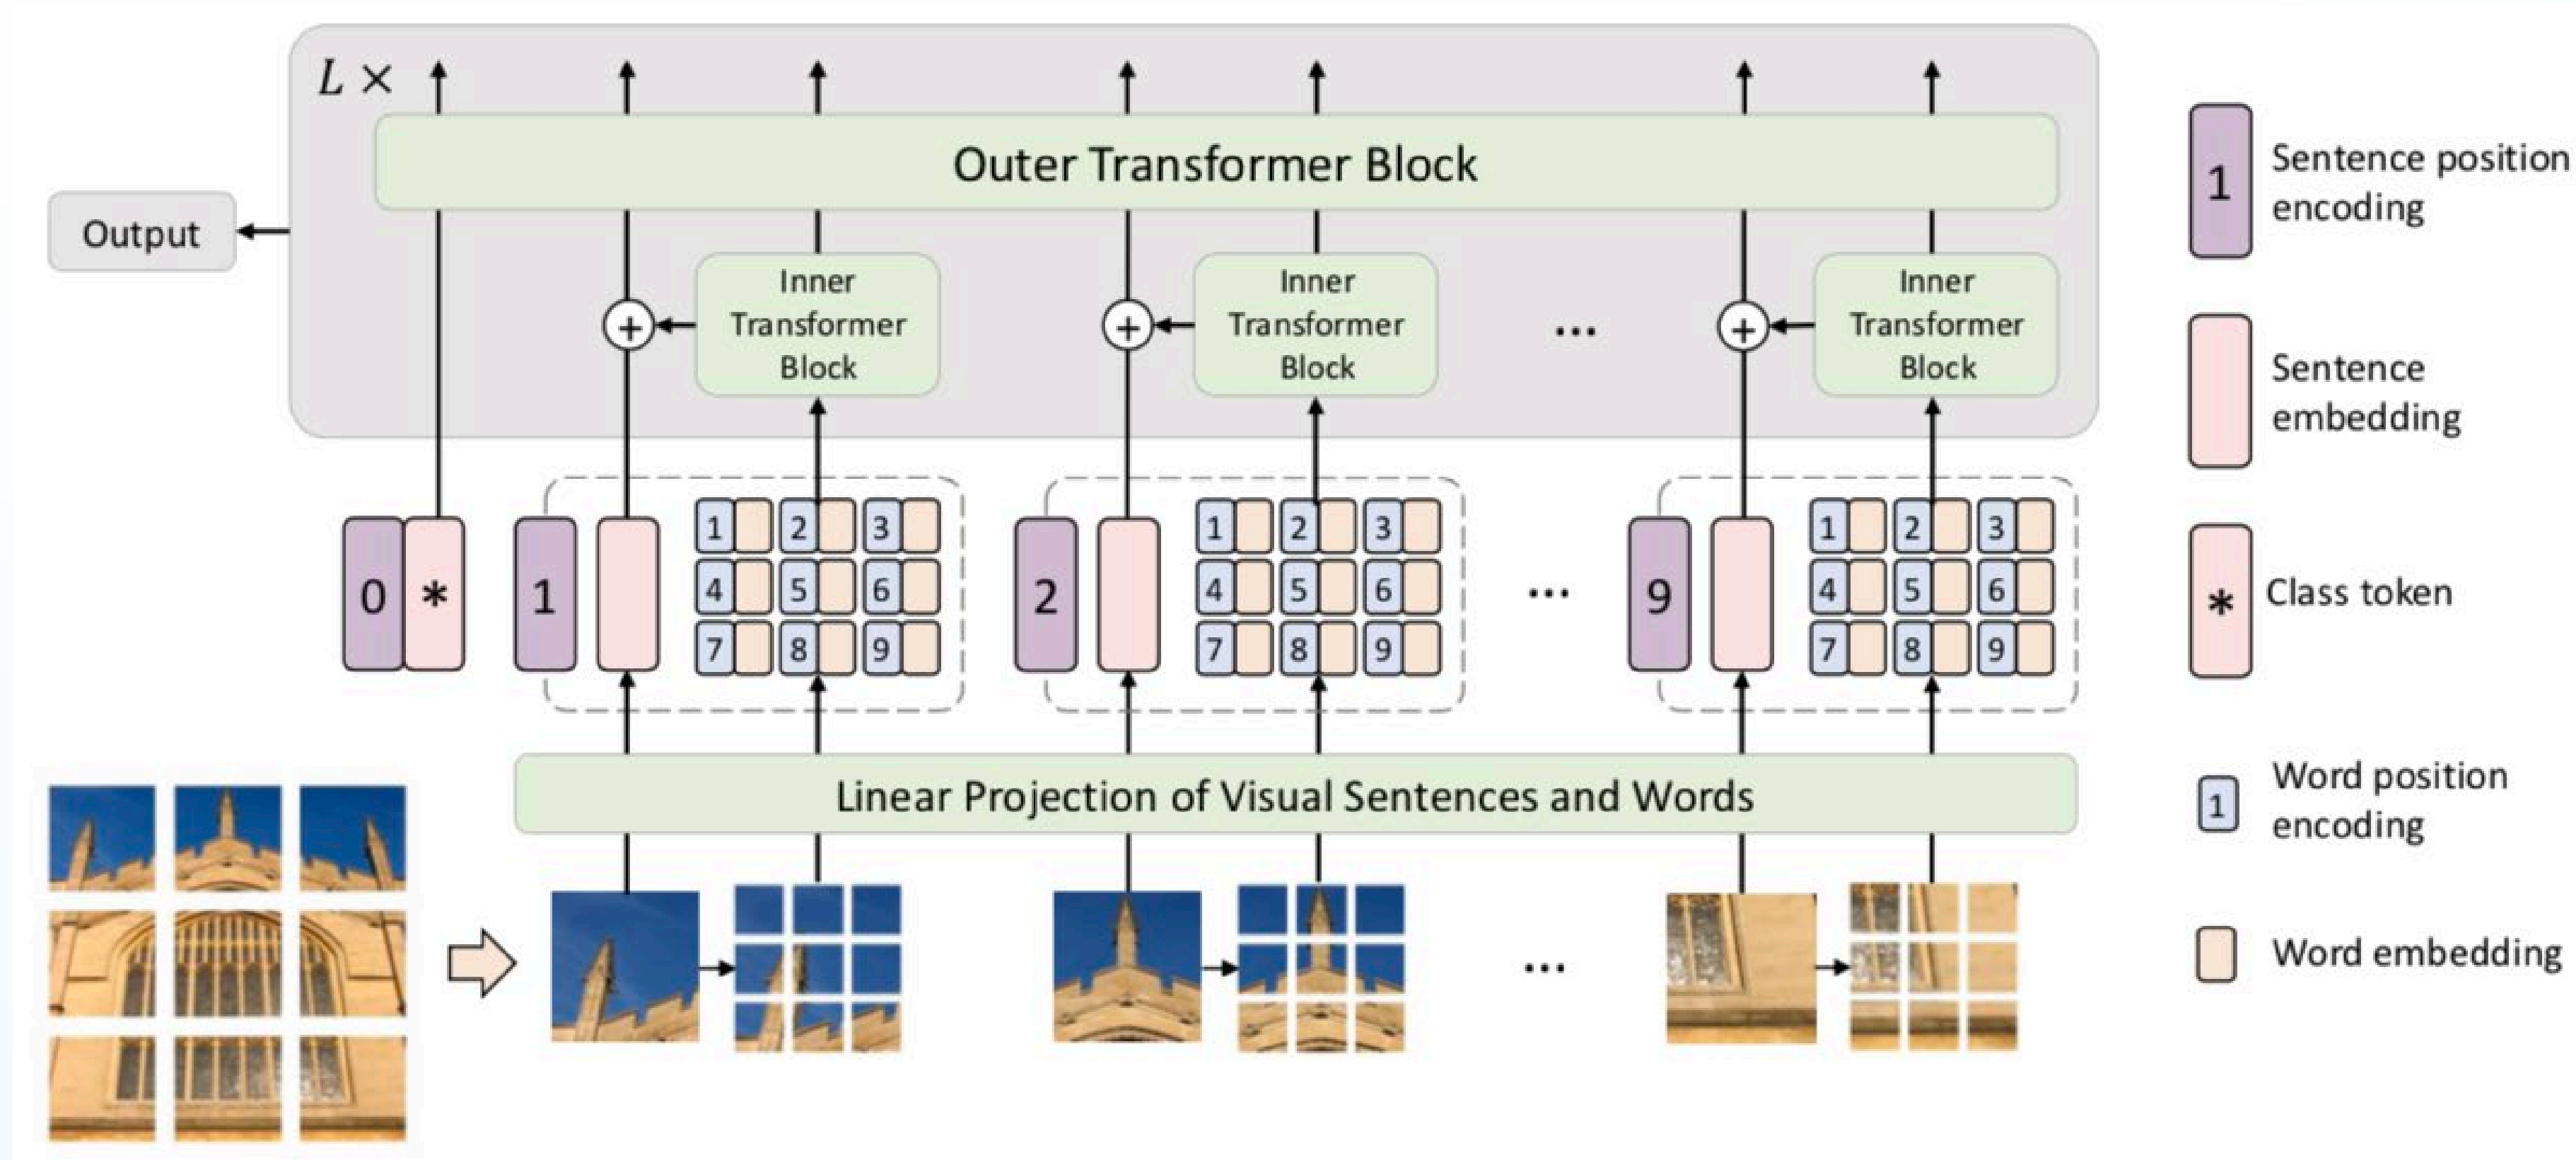 L ×
Outer Transformer Block
Output
Inner
Transformer
Block
+
Inner
Transformer
Block
+
...
Inner
Transformer
Block
+
0 *
1
1 2 3
4 5 6
7 8 9
2
1 2 3
4 5 6
7 8 9
...
9
1 2 3
4 5 6
7 8 9
Linear Projection of Visual Sentences and Words
...
1
Sentence position
encoding
Sentence
embedding
*
Class token
1
Word position
encoding
Word embedding